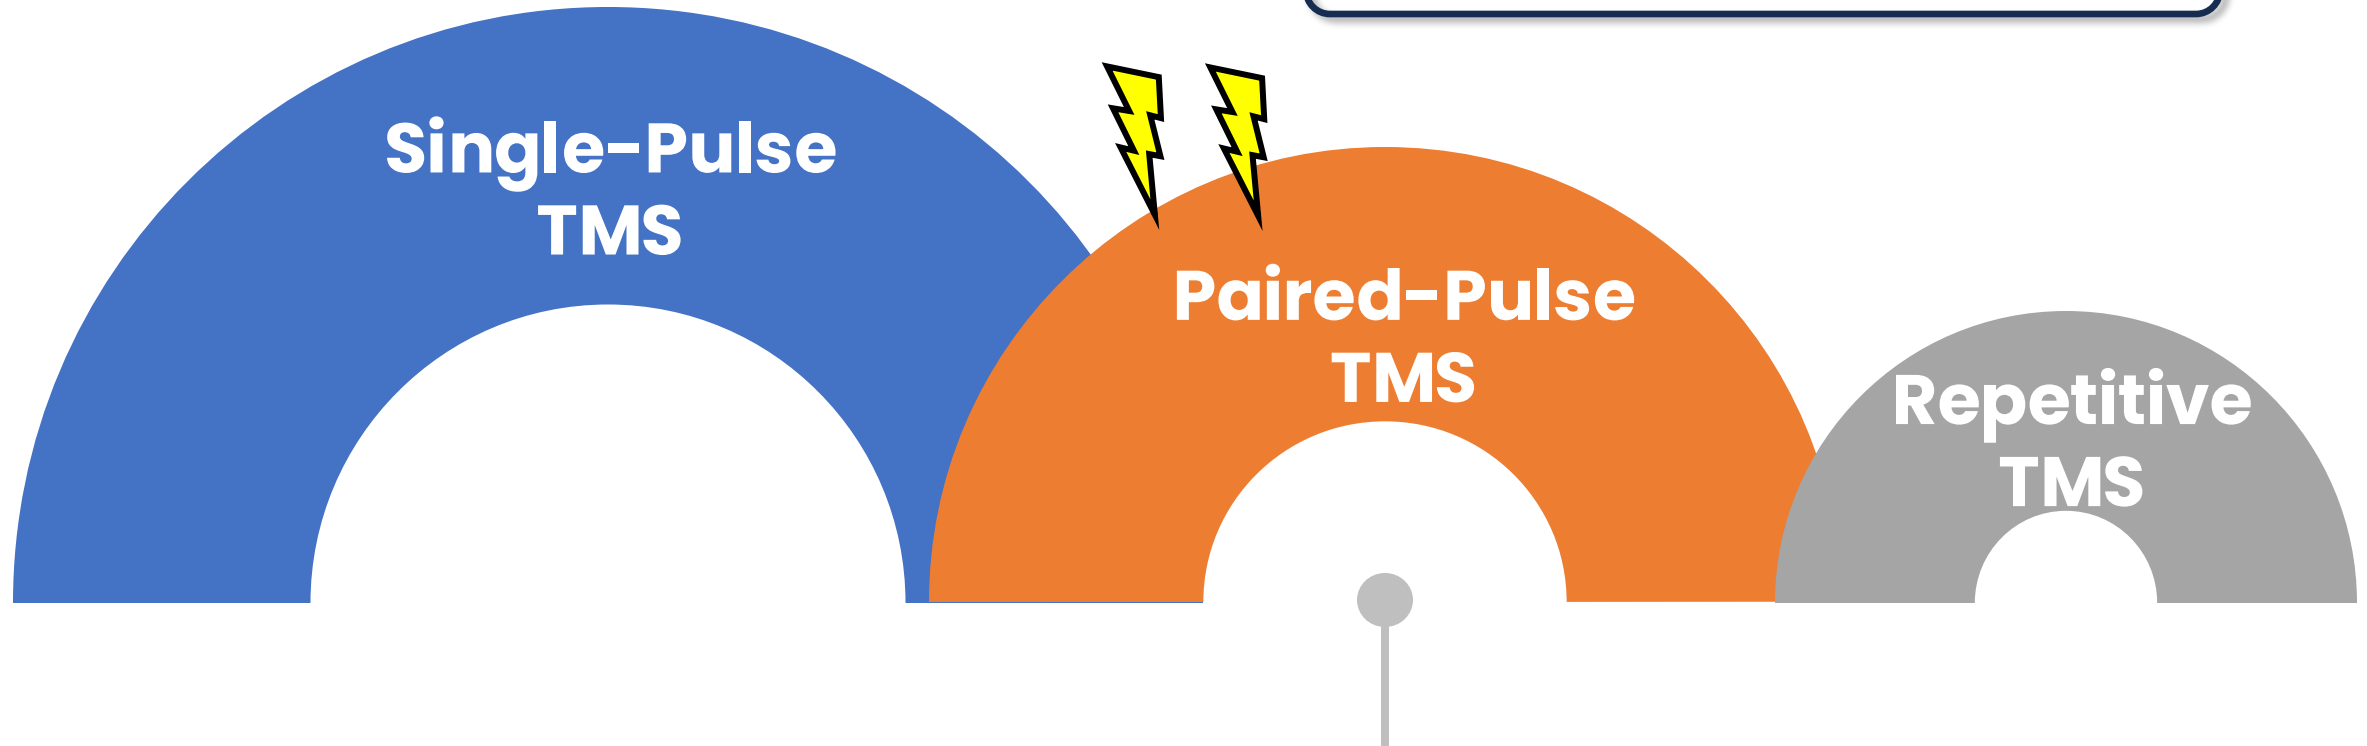 Single-Pulse
TMS
Paired-Pulse
TMS
Repetitive
TMS